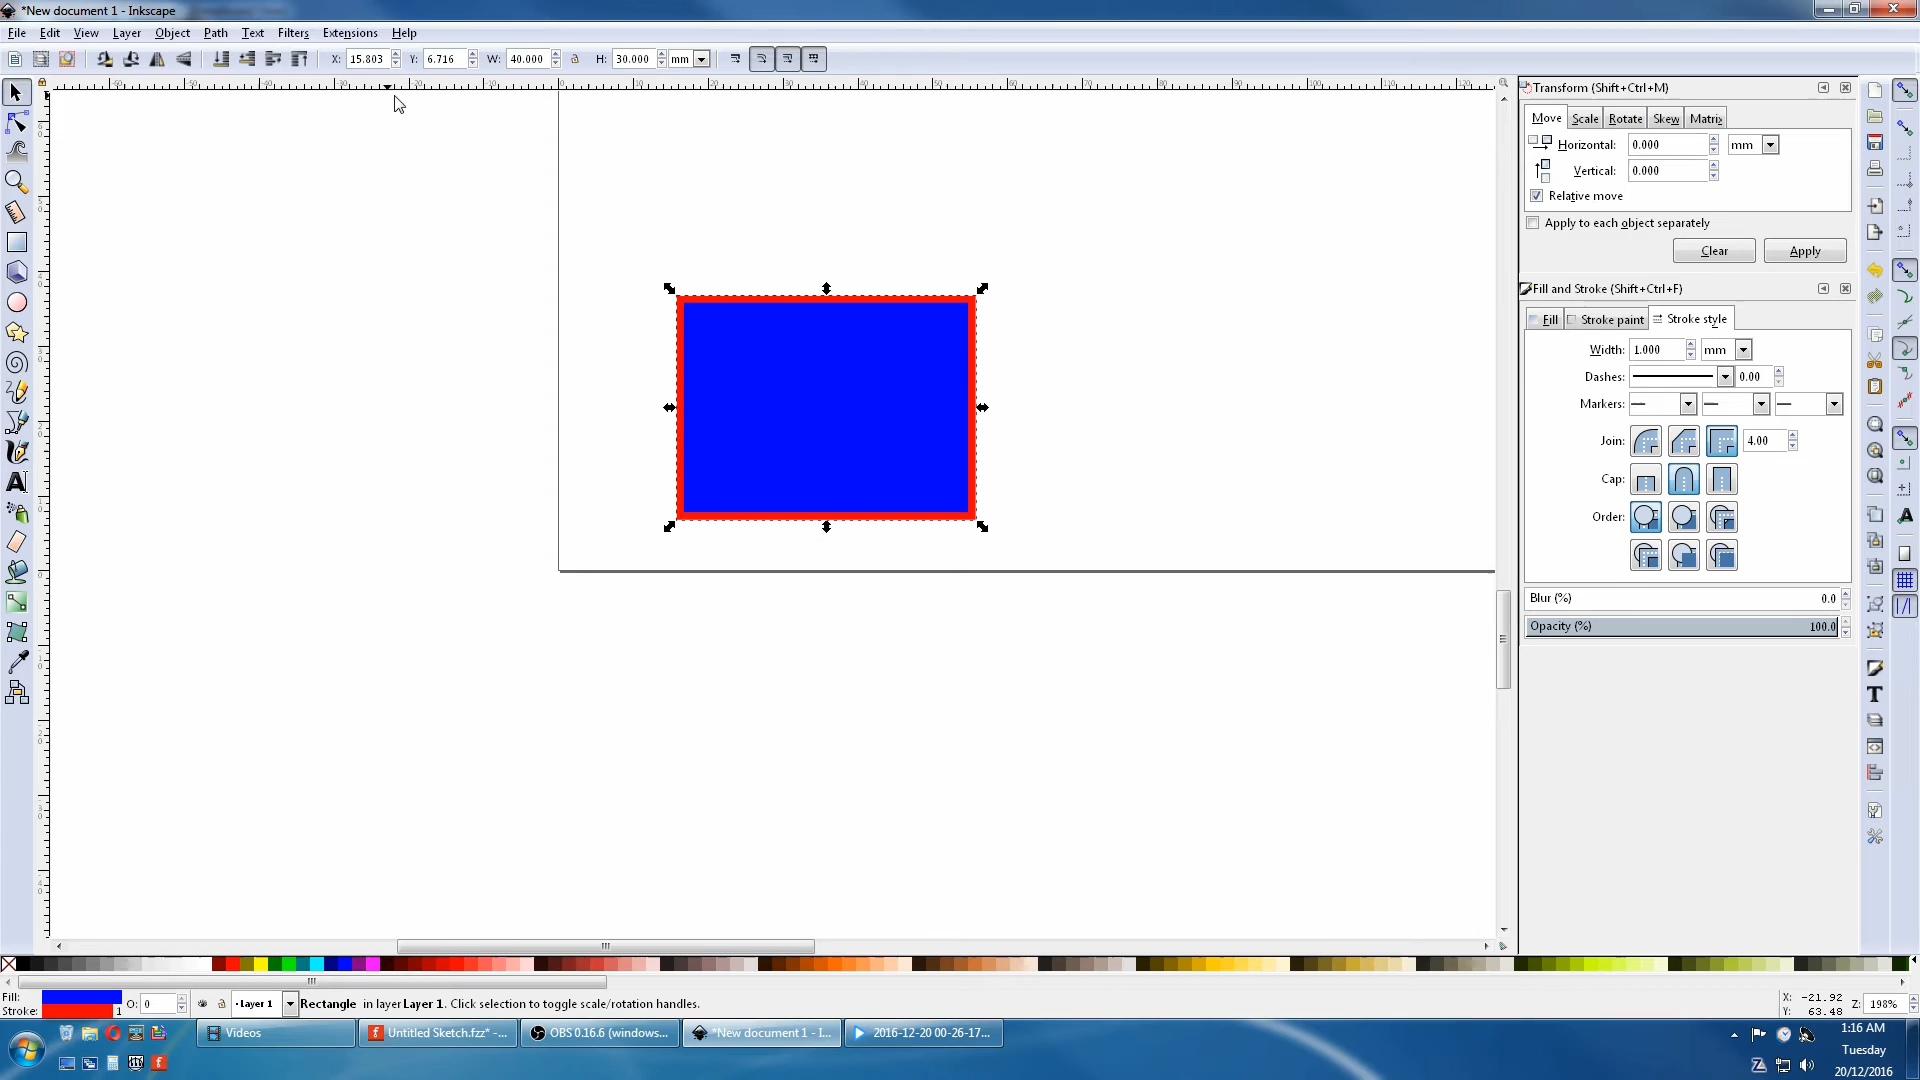 *New document 1 - Inkscape
File Edit View Layer Object Path Text Filters Extensions Help
X: 15.803 Y: 6.716 W: 40.000 H: 30.000 mm
Transform (Shift+Ctrl+M)
Move Scale Rotate Skew Matrix
Horizontal: 0.000 mm
Vertical: 0.000
Relative move
Apply to each object separately
Clear Apply
Fill and Stroke (Shift+Ctrl+F)
Fill Stroke paint Stroke style
Width: 1.000 mm
Dashes: 0.00
Markers:
Join: 4.00
Cap:
Order:
Blur (%) 0.0
Opacity (%) 100.0
Fill:
Stroke: 1
O: 0
Layer 1
Rectangle in layer Layer 1. Click selection to toggle scale/rotation handles.
X: -21.92
Y: 63.48
Z: 198%
Videos
Untitled Sketch.fzz* -...
OBS 0.16.6 (windows...
*New document 1 - I...
2016-12-20 00-26-17...
1:16 AM
Tuesday
20/12/2016